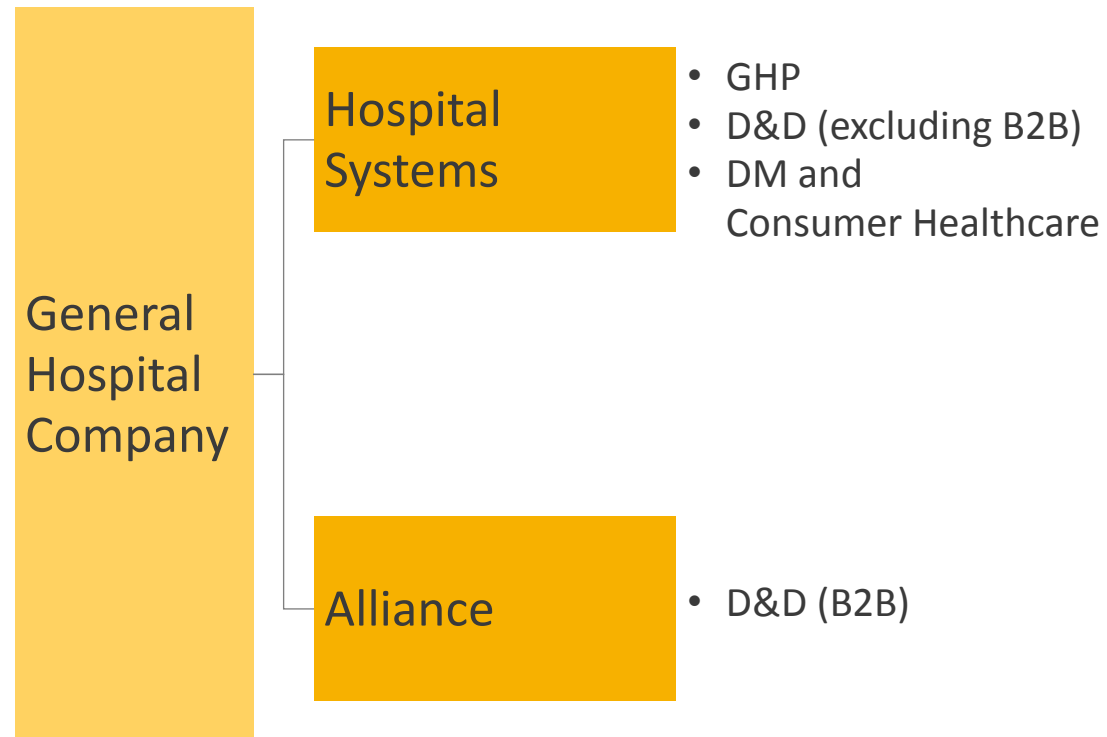 General
Hospital
Company
Hospital
Systems
• GHP
• D&D (excluding B2B)
• DM and
Consumer Healthcare
Alliance
• D&D (B2B)